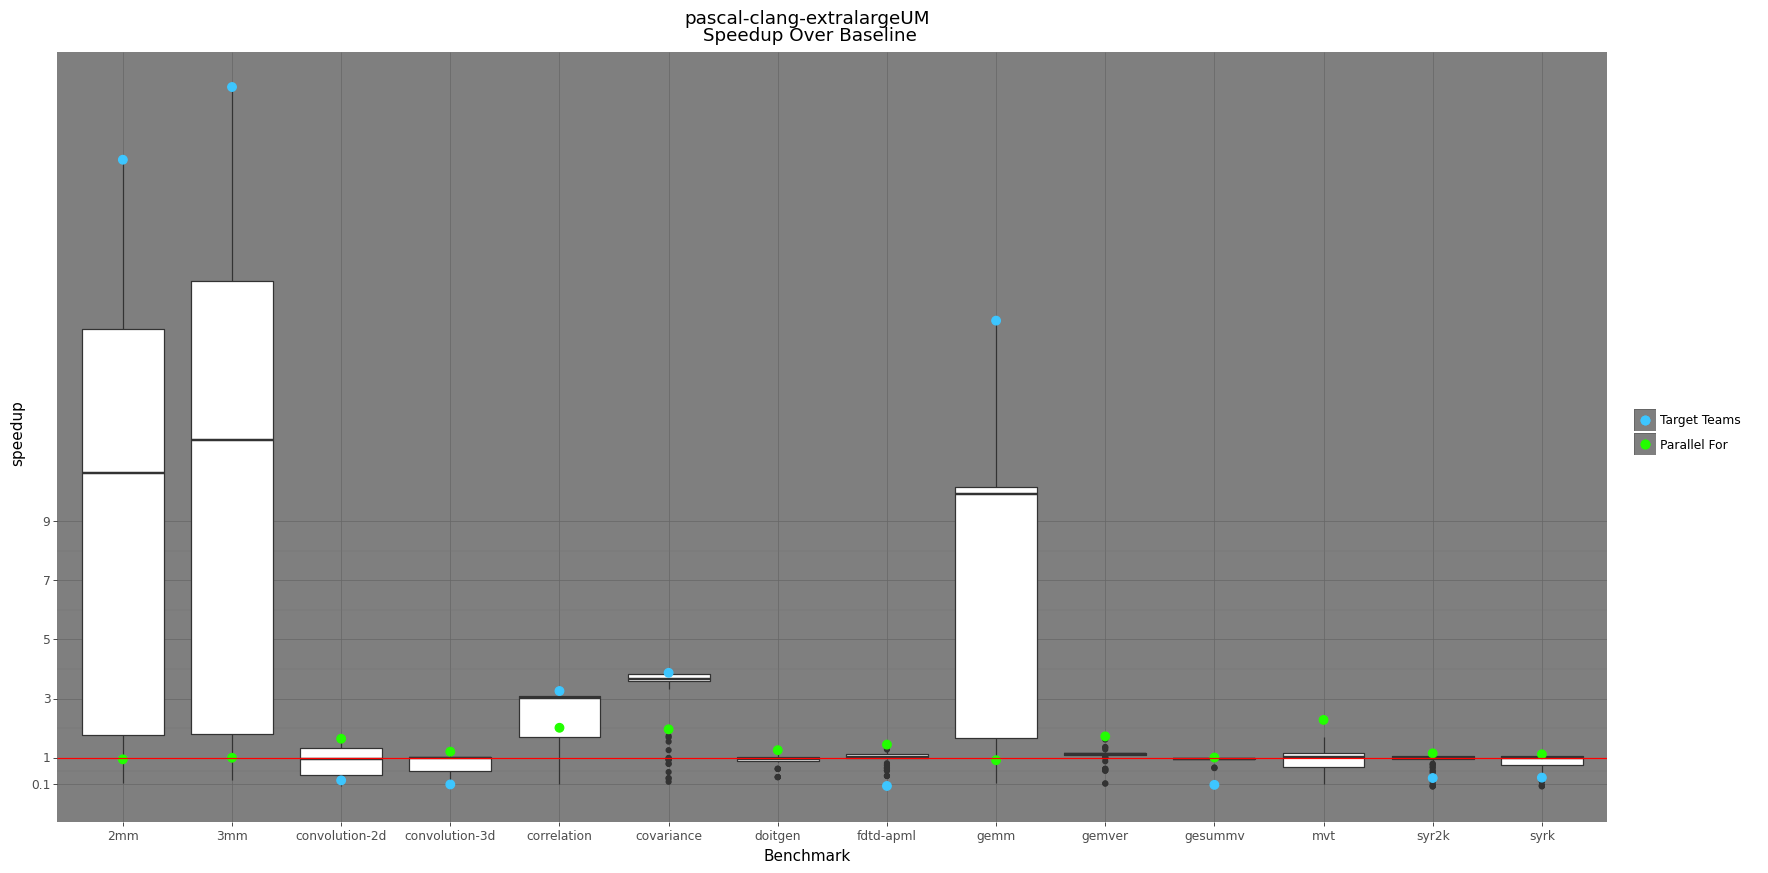 pascal-clang-extralargeUM
Speedup Over Baseline
speedup
9
7
5
3
1
0.1
2mm
3mm
convolution-2d
convolution-3d
correlation
covariance
doitgen
fdtd-apml
gemm
gemver
gesummv
mvt
syr2k
syrk
Benchmark
Target Teams
Parallel For